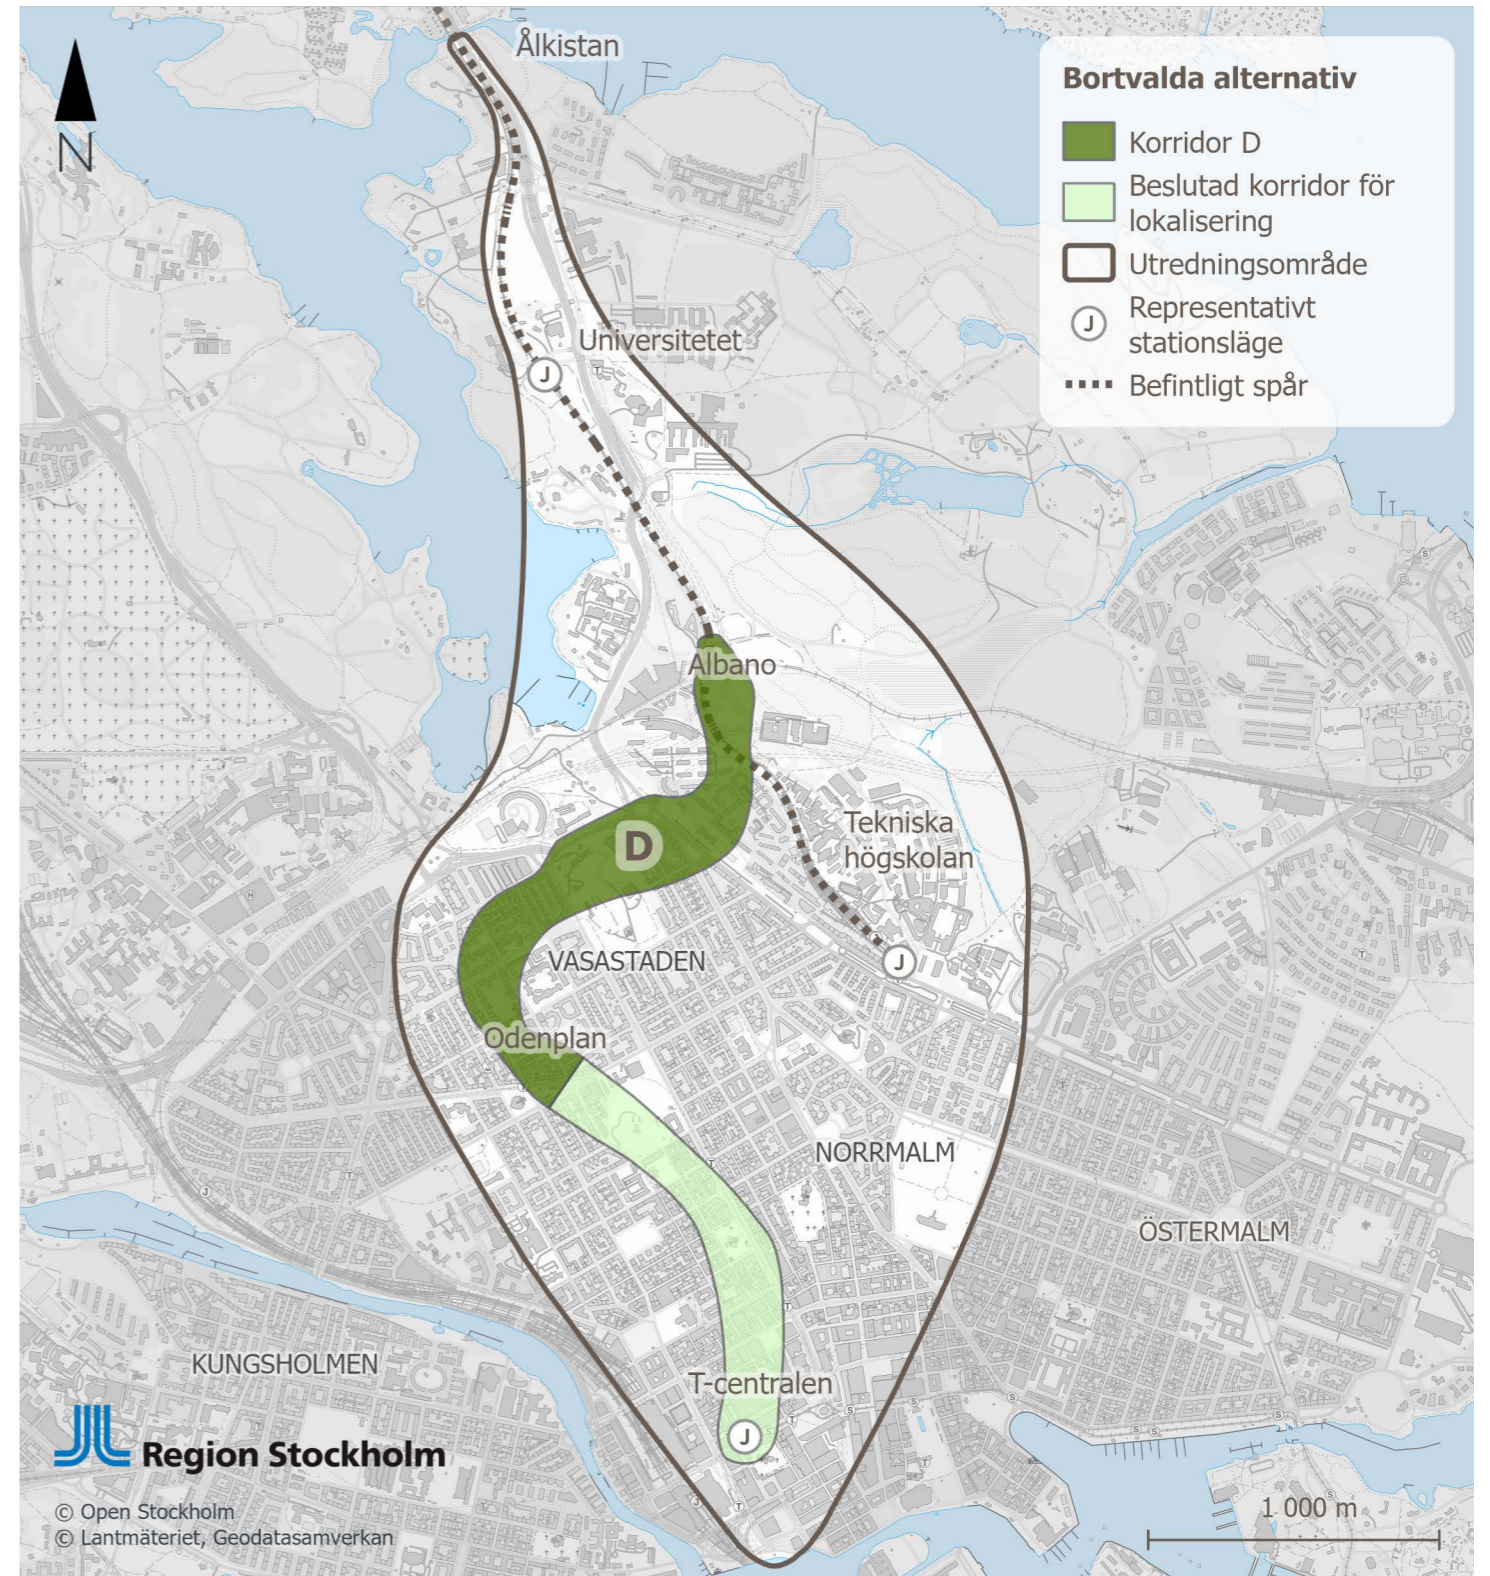 Ålkistan
N
Bortvalda alternativ
Korridor D
Beslutad korridor för
lokalisering
Utredningsområde
J
Representativt
stationsläge
Befintligt spår
Universitetet
J
Albano
D
Tekniska
högskolan
VASASTADEN
J
Odenplan
NORRMALM
ÖSTERMALM
KUNGSHOLMEN
T-centralen
J
Region Stockholm
© Open Stockholm
© Lantmäteriet, Geodatasamverkan
1 000 m